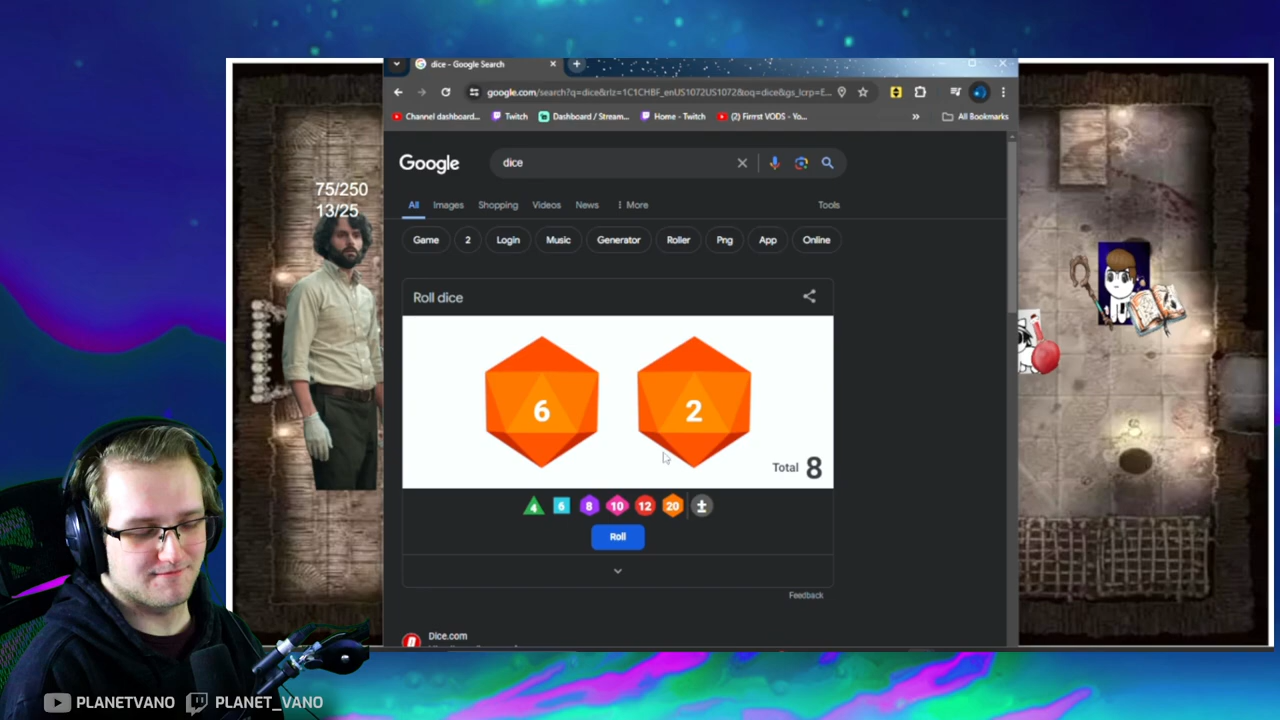 dice - Google Search
google.com/search?q=dice&rlz=1C1CHBF_enUS1072US1072&oq=dice&gs_lcrp=E...
Channel dashboard...
Twitch
Dashboard / Stream...
Home - Twitch
(2) Firrrst VODS - Yo...
»
All Bookmarks
Google
dice
All
Images
Shopping
Videos
News
More
Tools
Game
2
Login
Music
Generator
Roller
Png
App
Online
75/250
13/25
Roll dice
6
2
Total 8
4
6
8
10
12
20
±
Roll
Feedback
Dice.com
PLANETVANO
PLANET_VANO